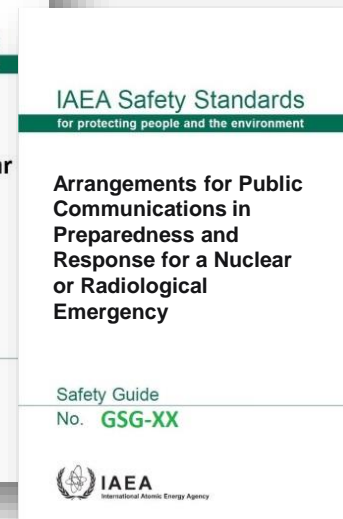 IAEA Safety Standards
for protecting people and the environment
Arrangements for Public
Communications in
Preparedness and
Response for a Nuclear
or Radiological
Emergency
Safety Guide
No. GSG-XX
IAEA
International Atomic Energy Agency